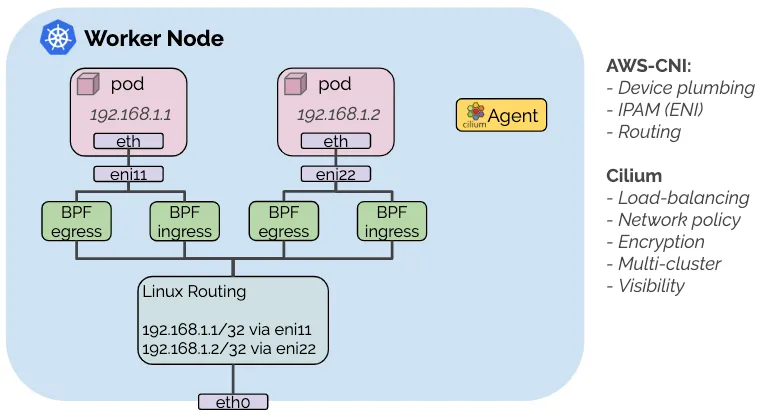 Worker Node
pod
192.168.1.1
eth
eni11
pod
192.168.1.2
eth
eni22
cilium Agent
BPF
egress
BPF
ingress
BPF
egress
BPF
ingress
Linux Routing
192.168.1.1/32 via eni11
192.168.1.2/32 via eni22
eth0
AWS-CNI:
- Device plumbing
- IPAM (ENI)
- Routing
Cilium
- Load-balancing
- Network policy
- Encryption
- Multi-cluster
- Visibility